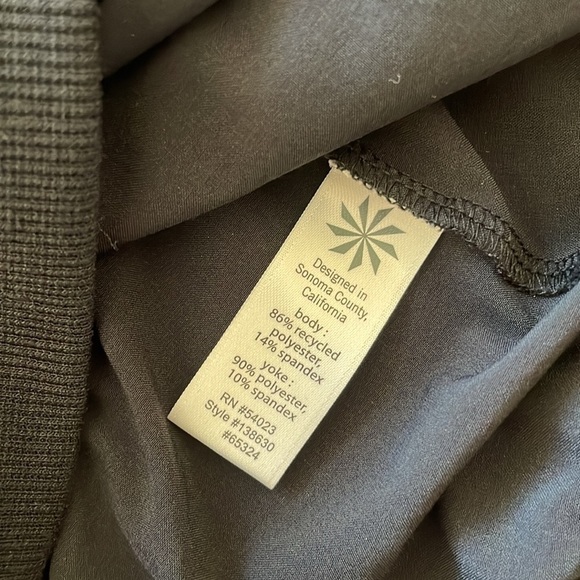 Designed in
Sonoma County,
California
body :
86% recycled
polyester,
14% spandex
yoke :
90% polyester,
10% spandex
RN #54023
Style #138630
#65324